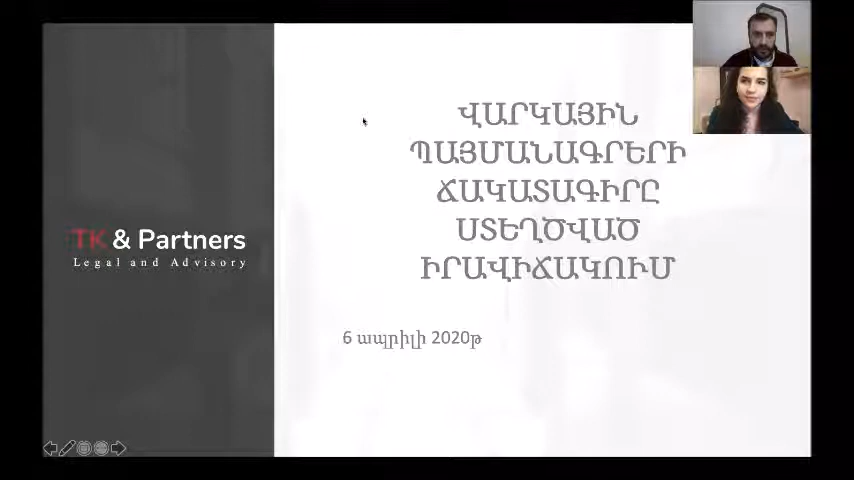 ՎԱՐԿԱՅԻՆ
ՊԱՅՄԱՆԱԳՐԵՐԻ
ՃԱԿԱՏԱԳԻՐԸ
ՍՏԵՂԾՎԱԾ
ԻՐԱՎԻՃԱԿՈՒՄ
TK & Partners
Legal and Advisory
6 ապրիլի 2020թ